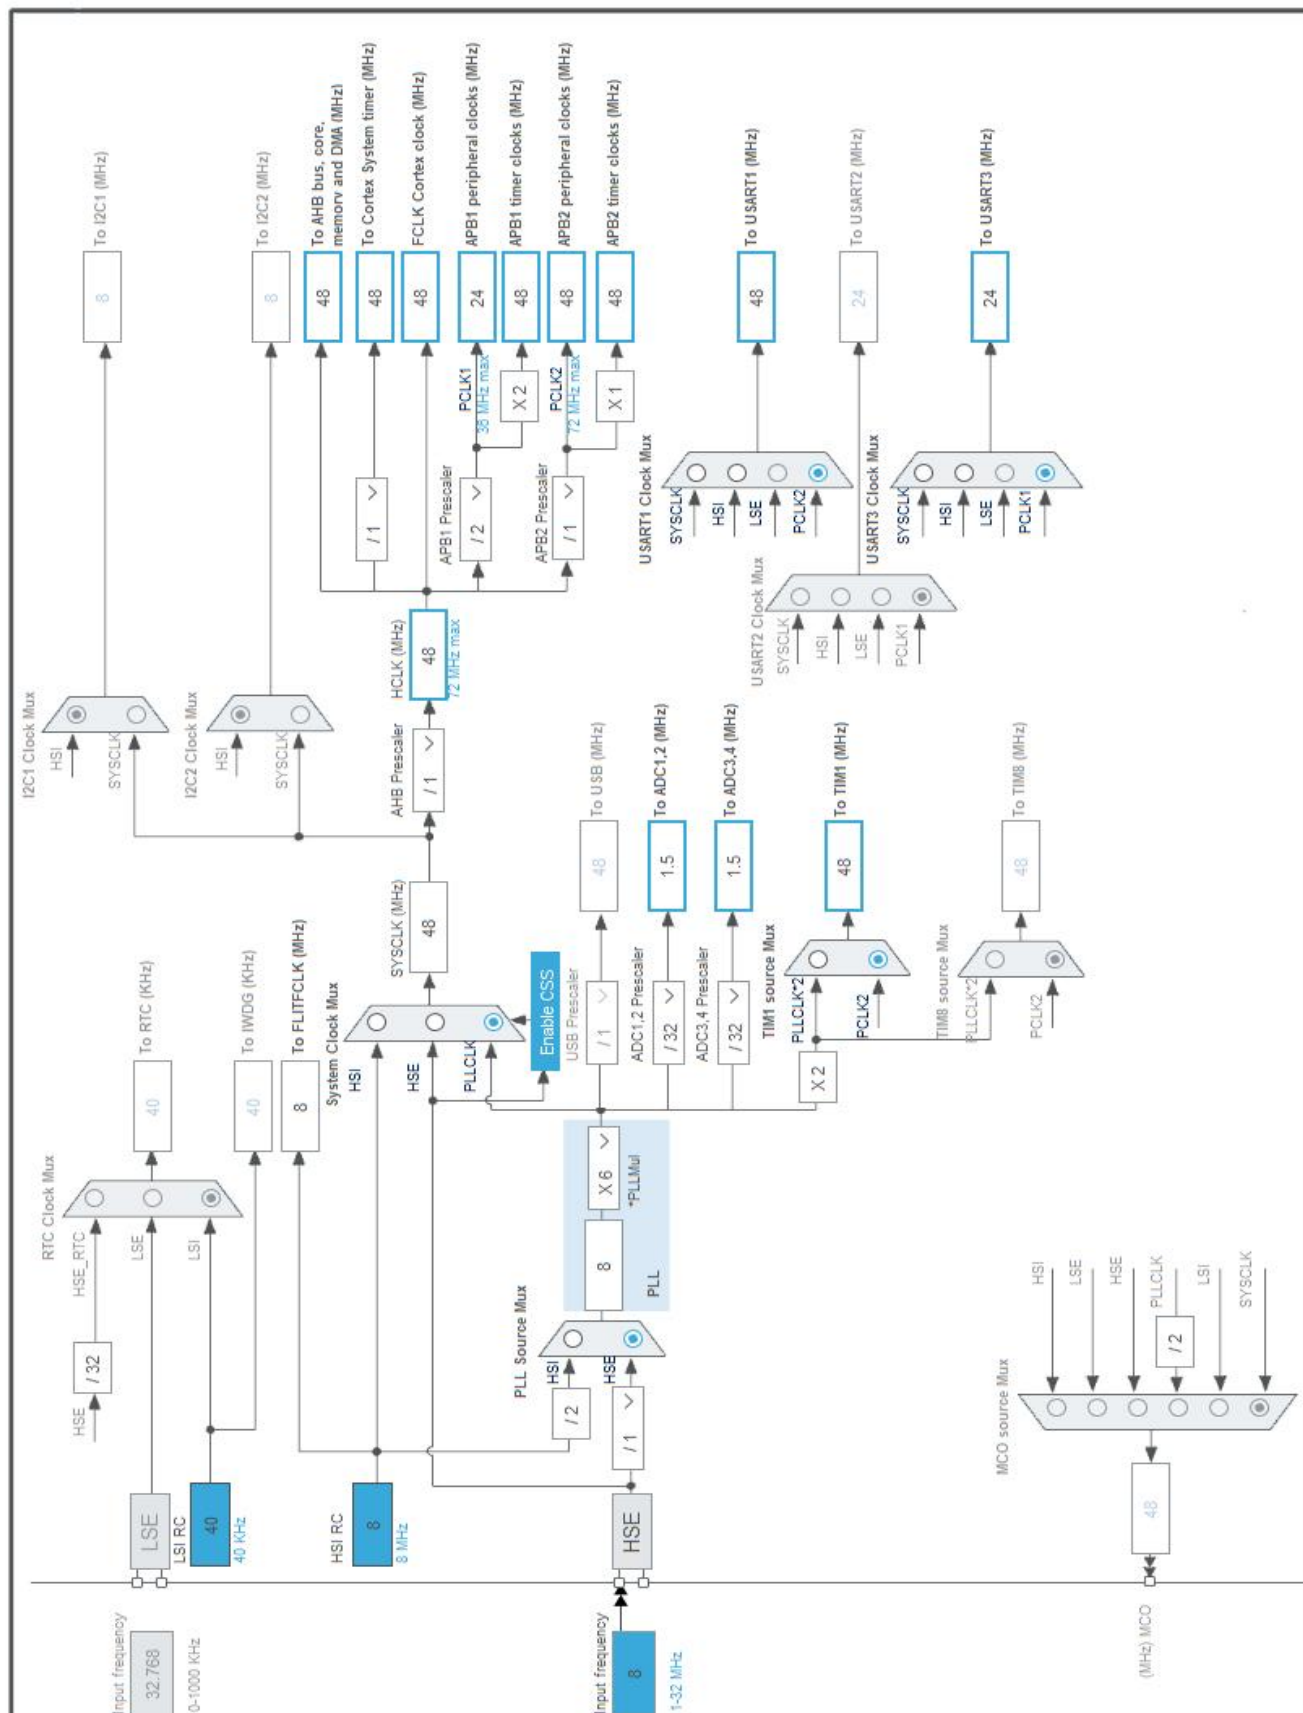 Input frequency
32.768
0-1000 KHz
LSE
LSI RC
40
40 KHz
HSI RC
8
8 MHz
Input frequency
8
1-32 MHz
HSE
HSE
/ 32
HSE_RTC
LSE
LSI
RTC Clock Mux
40
To RTC (KHz)
40
To IWDG (KHz)
8
To FLITFCLK (MHz)
System Clock Mux
HSI
HSE
PLLCLK
Enable CSS
SYSCLK (MHz)
48
/ 2
/ 1
PLL Source Mux
HSI
HSE
8
X 6
*PLLMul
PLL
I2C1 Clock Mux
HSI
SYSCLK
8
To I2C1 (MHz)
I2C2 Clock Mux
HSI
SYSCLK
8
To I2C2 (MHz)
AHB Prescaler
/ 1
HCLK (MHz)
48
72 MHz max
48
To AHB bus, core,
memory and DMA (MHz)
/ 1
48
To Cortex System timer (MHz)
48
FCLK Cortex clock (MHz)
APB1 Prescaler
/ 2
PCLK1
36 MHz max
24
APB1 peripheral clocks (MHz)
X 2
48
APB1 timer clocks (MHz)
APB2 Prescaler
/ 1
PCLK2
72 MHz max
48
APB2 peripheral clocks (MHz)
X 1
48
APB2 timer clocks (MHz)
USB Prescaler
/ 1
48
To USB (MHz)
ADC1,2 Prescaler
/ 32
1.5
To ADC1,2 (MHz)
ADC3,4 Prescaler
/ 32
1.5
To ADC3,4 (MHz)
X 2
TIM1 source Mux
PLLCLK*2
PCLK2
48
To TIM1 (MHz)
TIM8 source Mux
PLLCLK*2
PCLK2
48
To TIM8 (MHz)
USART1 Clock Mux
SYSCLK
HSI
LSE
PCLK2
48
To USART1 (MHz)
USART2 Clock Mux
SYSCLK
HSI
LSE
PCLK1
24
To USART2 (MHz)
USART3 Clock Mux
SYSCLK
HSI
LSE
PCLK1
24
To USART3 (MHz)
(MHz) MCO
48
MCO source Mux
HSI
LSE
HSE
/ 2
PLLCLK
LSI
SYSCLK